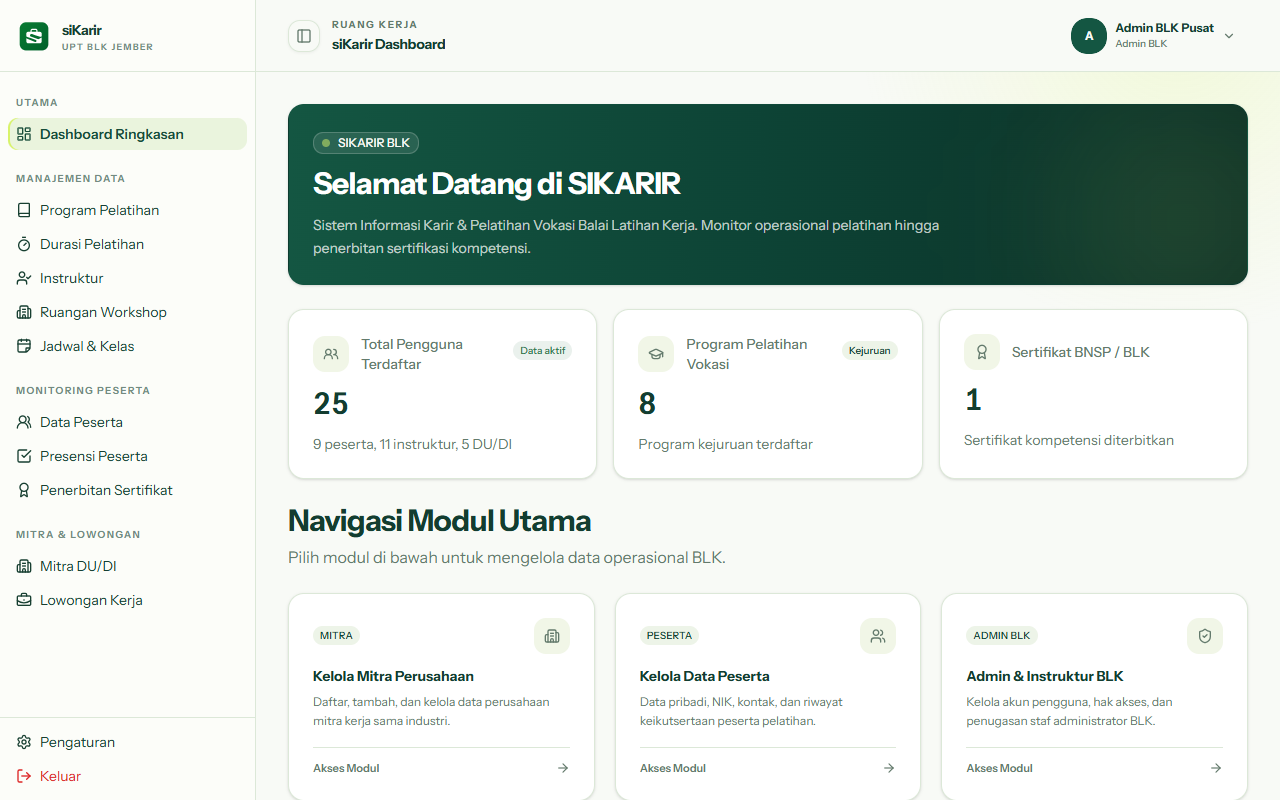 siKarir
UPT BLK JEMBER
UTAMA
Dashboard Ringkasan
MANAJEMEN DATA
Program Pelatihan
Durasi Pelatihan
Instruktur
Ruangan Workshop
Jadwal & Kelas
MONITORING PESERTA
Data Peserta
Presensi Peserta
Penerbitan Sertifikat
MITRA & LOWONGAN
Mitra DU/DI
Lowongan Kerja
Pengaturan
Keluar
RUANG KERJA
siKarir Dashboard
A
Admin BLK Pusat
Admin BLK
SIKARIR BLK
Selamat Datang di SIKARIR
Sistem Informasi Karir & Pelatihan Vokasi Balai Latihan Kerja. Monitor operasional pelatihan hingga
penerbitan sertifikasi kompetensi.
Total Pengguna
Terdaftar
Data aktif
25
9 peserta, 11 instruktur, 5 DU/DI
Program Pelatihan
Vokasi
Kejuruan
8
Program kejuruan terdaftar
Sertifikat BNSP / BLK
1
Sertifikat kompetensi diterbitkan
Navigasi Modul Utama
Pilih modul di bawah untuk mengelola data operasional BLK.
MITRA
Kelola Mitra Perusahaan
Daftar, tambah, dan kelola data perusahaan
mitra kerja sama industri.
Akses Modul
PESERTA
Kelola Data Peserta
Data pribadi, NIK, kontak, dan riwayat
keikutsertaan peserta pelatihan.
Akses Modul
ADMIN BLK
Admin & Instruktur BLK
Kelola akun pengguna, hak akses, dan
penugasan staf administrator BLK.
Akses Modul